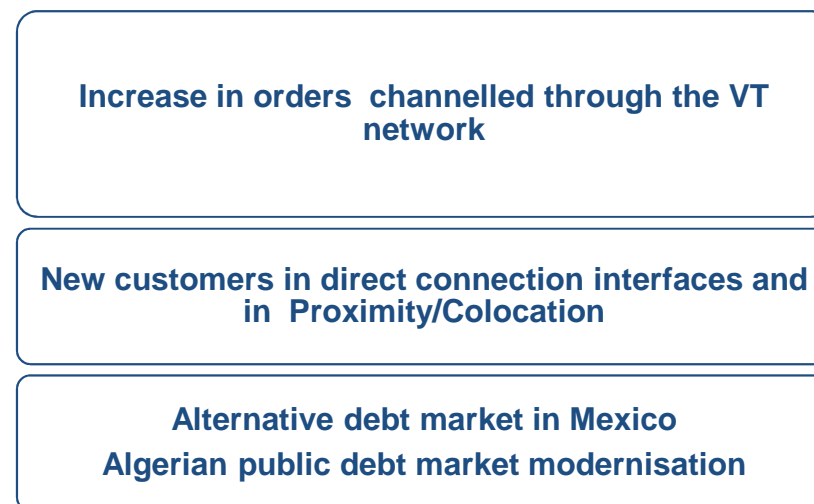 Increase in orders channelled through the VT
network
New customers in direct connection interfaces and
in Proximity/Colocation
Alternative debt market in Mexico
Algerian public debt market modernisation